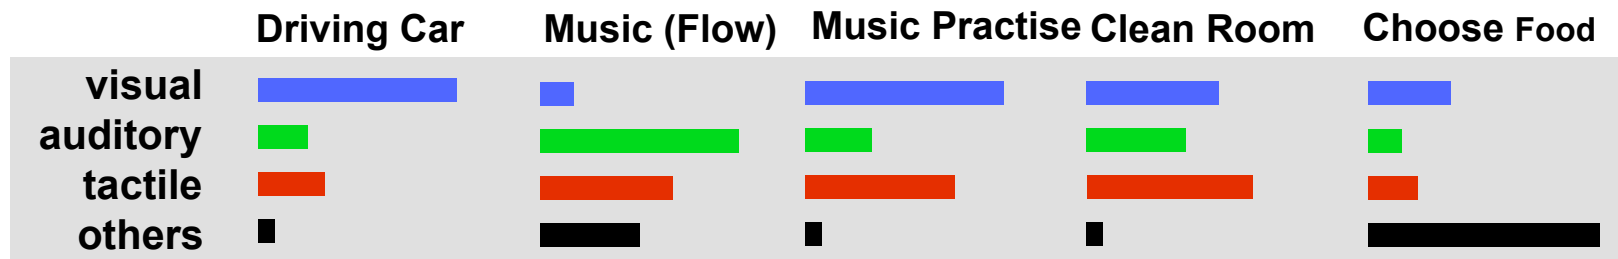 Driving Car Music (Flow) Music Practise Clean Room Choose Food
visual
auditory
tactile
others